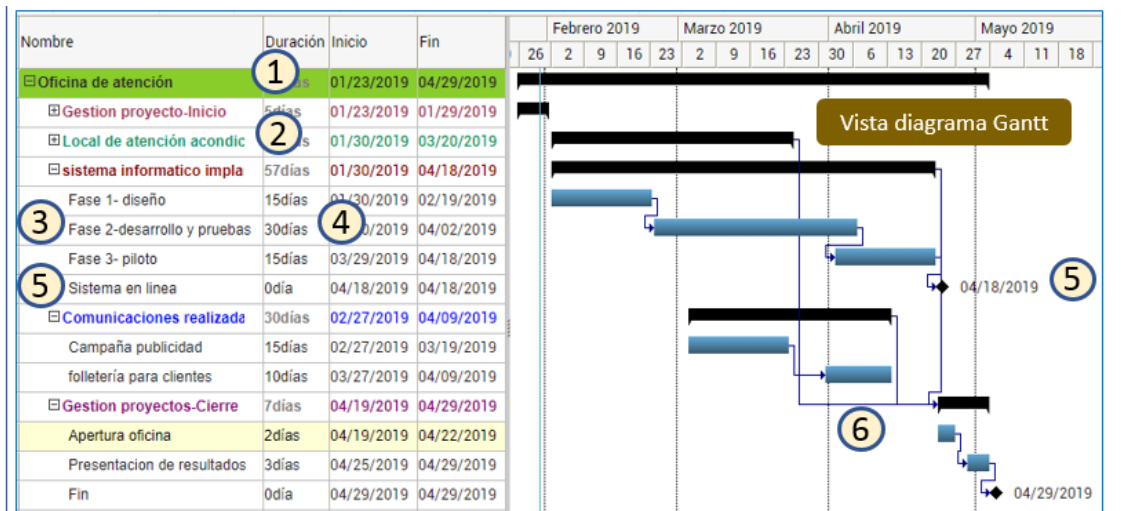 Nombre Duración Inicio Fin Febrero 2019 Marzo 2019 Abril 2019 Mayo 2019
26 2 9 16 23 2 9 16 23 30 6 13 20 27 4 11 18
Oficina de atención 1 01/23/2019 04/29/2019
Gestion proyecto-Inicio 5días 01/23/2019 01/29/2019
Vista diagrama Gantt
Local de atención acondic 2 01/30/2019 03/20/2019
sistema informatico impla 57días 01/30/2019 04/18/2019
Fase 1- diseño 15días 01/30/2019 02/19/2019
3 Fase 2-desarrollo y pruebas 30días 4 04/02/2019
Fase 3- piloto 15días 03/29/2019 04/18/2019
5 Sistema en linea 0día 04/18/2019 04/18/2019 04/18/2019 5
Comunicaciones realizada 30días 02/27/2019 04/09/2019
Campaña publicidad 15días 02/27/2019 03/19/2019
folletería para clientes 10días 03/27/2019 04/09/2019
Gestion proyectos-Cierre 7días 04/19/2019 04/29/2019
6
Apertura oficina 2días 04/19/2019 04/22/2019
Presentacion de resultados 3días 04/25/2019 04/29/2019
Fin 0día 04/29/2019 04/29/2019 04/29/2019